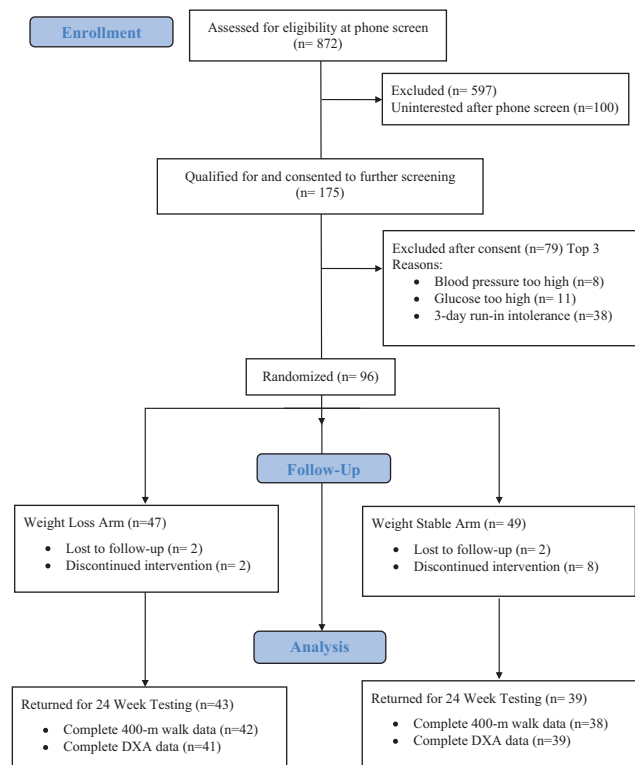 Enrollment
Assessed for eligibility at phone screen
(n= 872)
Excluded (n= 597)
Uninterested after phone screen (n=100)
Qualified for and consented to further screening
(n= 175)
Excluded after consent (n=79) Top 3
Reasons:
• Blood pressure too high (n=8)
• Glucose too high (n= 11)
• 3-day run-in intolerance (n=38)
Randomized (n= 96)
Follow-Up
Weight Loss Arm (n=47)
• Lost to follow-up (n= 2)
• Discontinued intervention (n= 2)
Weight Stable Arm (n= 49)
• Lost to follow-up (n= 2)
• Discontinued intervention (n= 8)
Analysis
Returned for 24 Week Testing (n=43)
• Complete 400-m walk data (n=42)
• Complete DXA data (n=41)
Returned for 24 Week Testing (n= 39)
• Complete 400-m walk data (n=38)
• Complete DXA data (n=39)